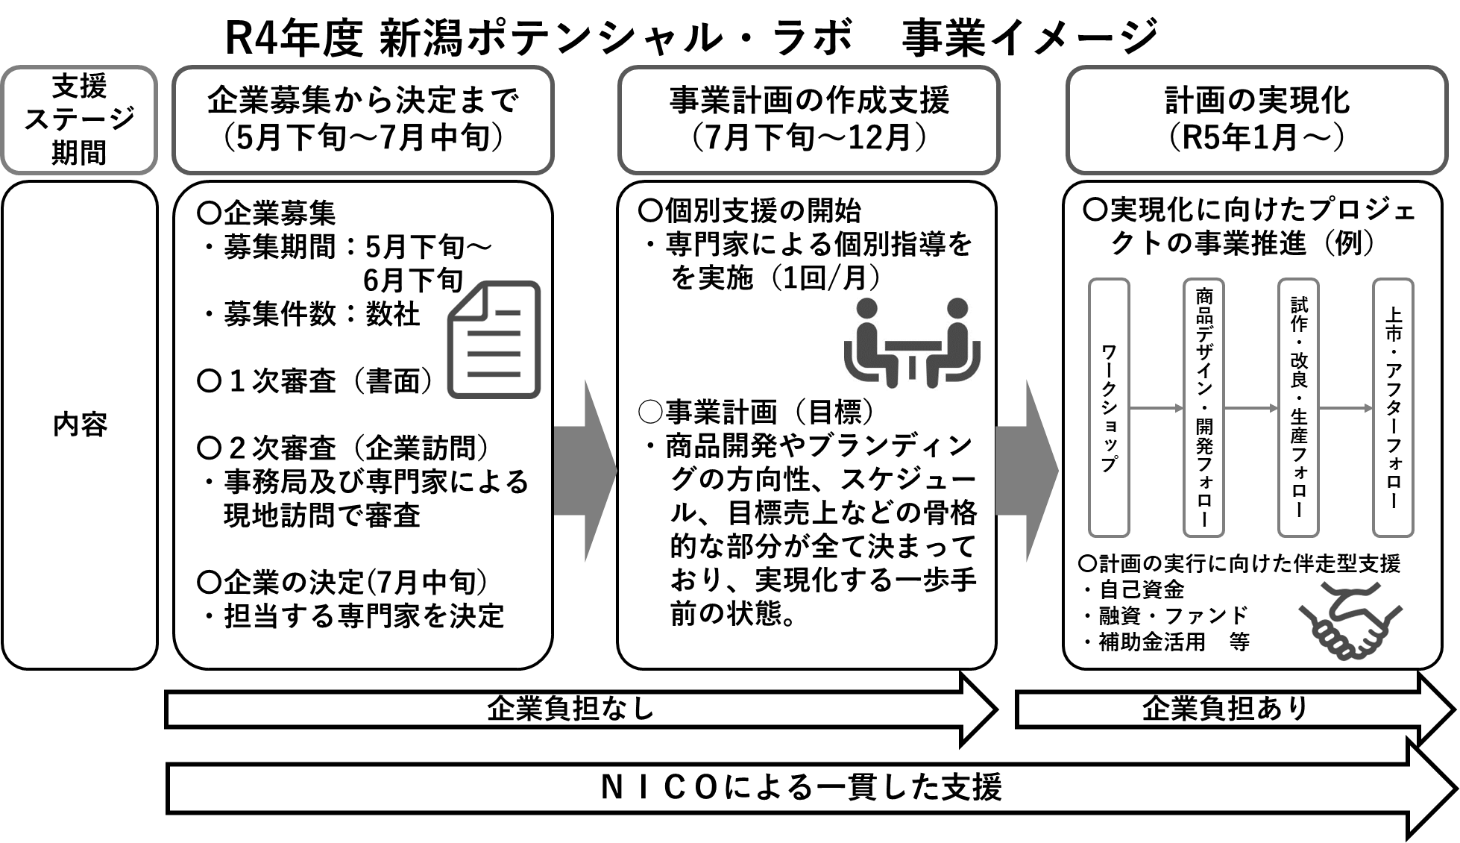 R4年度 新潟ポテンシャル・ラボ　事業イメージ
支援
ステージ
期間
企業募集から決定まで
（5月下旬～7月中旬）
事業計画の作成支援
（7月下旬～12月）
計画の実現化
（R5年1月～）
内容
〇企業募集
・募集期間：5月下旬～
6月下旬
・募集件数：数社
〇１次審査（書面）
〇２次審査（企業訪問）
・事務局及び専門家による
現地訪問で審査
〇企業の決定(7月中旬)
・担当する専門家を決定
〇個別支援の開始
・専門家による個別指導を
を実施（1回/月）
○事業計画（目標）
・商品開発やブランディン
グの方向性、スケジュー
ル、目標売上などの骨格
的な部分が全て決まって
おり、実現化する一歩手
前の状態。
〇実現化に向けたプロジェ
クトの事業推進（例）
ワークショップ
商品デザイン・開発フォロー
試作・改良・生産フォロー
上市・アフターフォロー
〇計画の実行に向けた伴走型支援
・自己資金
・融資・ファンド
・補助金活用　等
企業負担なし
企業負担あり
ＮＩＣＯによる一貫した支援